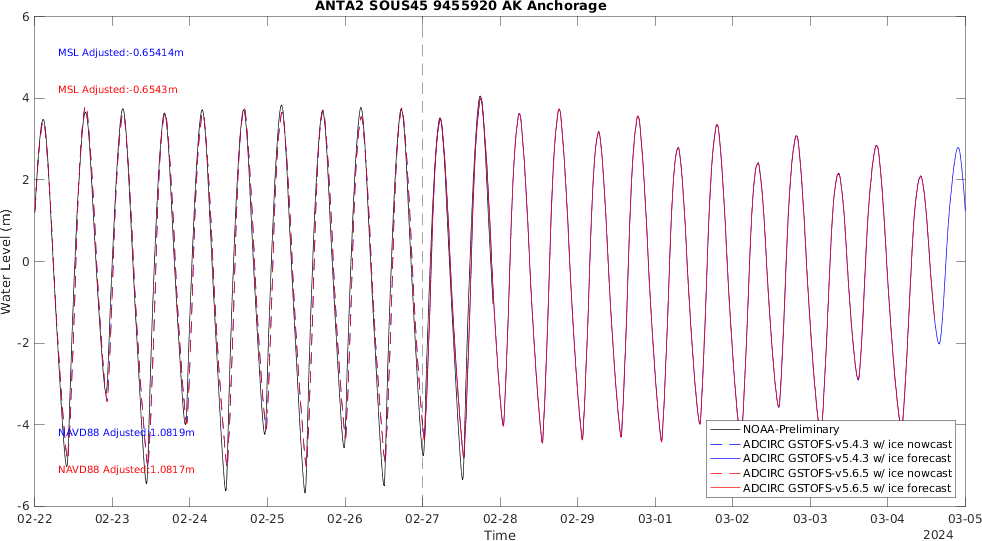 ANTA2 SOUS45 9455920 AK Anchorage
6
MSL Adjusted:-0.65414m
MSL Adjusted:-0.6543m
4
2
0
Water Level (m)
-2
-4
NAVD88 Adjusted:1.0819m
NAVD88 Adjusted:1.0817m
-6
NOAA-Preliminary
ADCIRC GSTOFS-v5.4.3 w/ ice nowcast
ADCIRC GSTOFS-v5.4.3 w/ ice forecast
ADCIRC GSTOFS-v5.6.5 w/ ice nowcast
ADCIRC GSTOFS-v5.6.5 w/ ice forecast
02-22 02-23 02-24 02-25 02-26 02-27 02-28 02-29 03-01 03-02 03-03 03-04 03-05
Time
2024